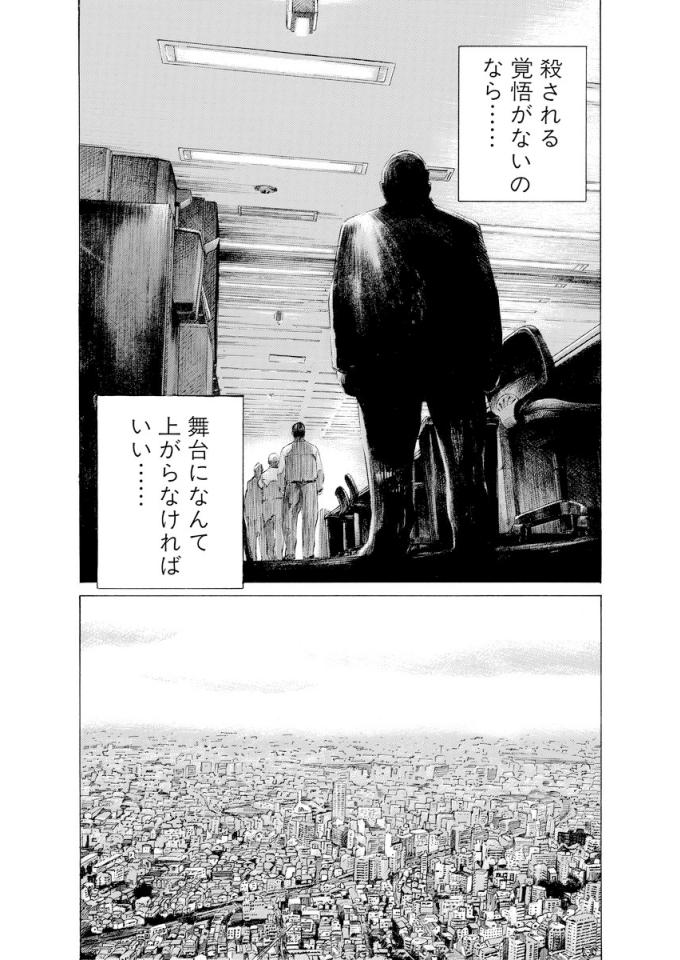 殺される
覚悟がないの
なら……
舞台になんて
上がらなければ
いい……